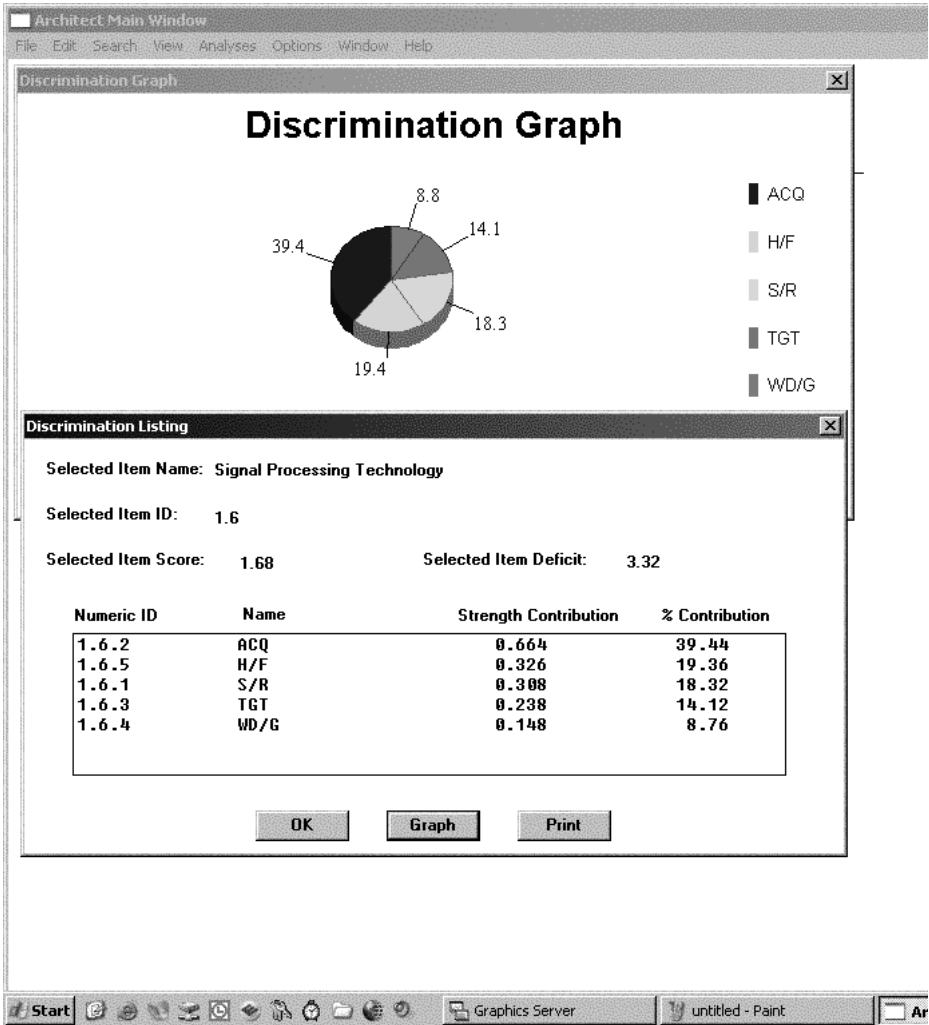 Architect Main Window
File Edit Search View Analyses Options Window Help
Discrimination Graph
Discrimination Graph
8.8
14.1
39.4
18.3
19.4
ACQ
H/F
S/R
TGT
WD/G
Discrimination Listing
Selected Item Name: Signal Processing Technology
Selected Item ID: 1.6
Selected Item Score: 1.68 Selected Item Deficit: 3.32
Numeric ID Name Strength Contribution % Contribution
1.6.2 ACQ 0.664 39.44
1.6.5 H/F 0.326 19.36
1.6.1 S/R 0.308 18.32
1.6.3 TGT 0.238 14.12
1.6.4 WD/G 0.148 8.76
OK Graph Print
Start Graphics Server untitled - Paint Ar